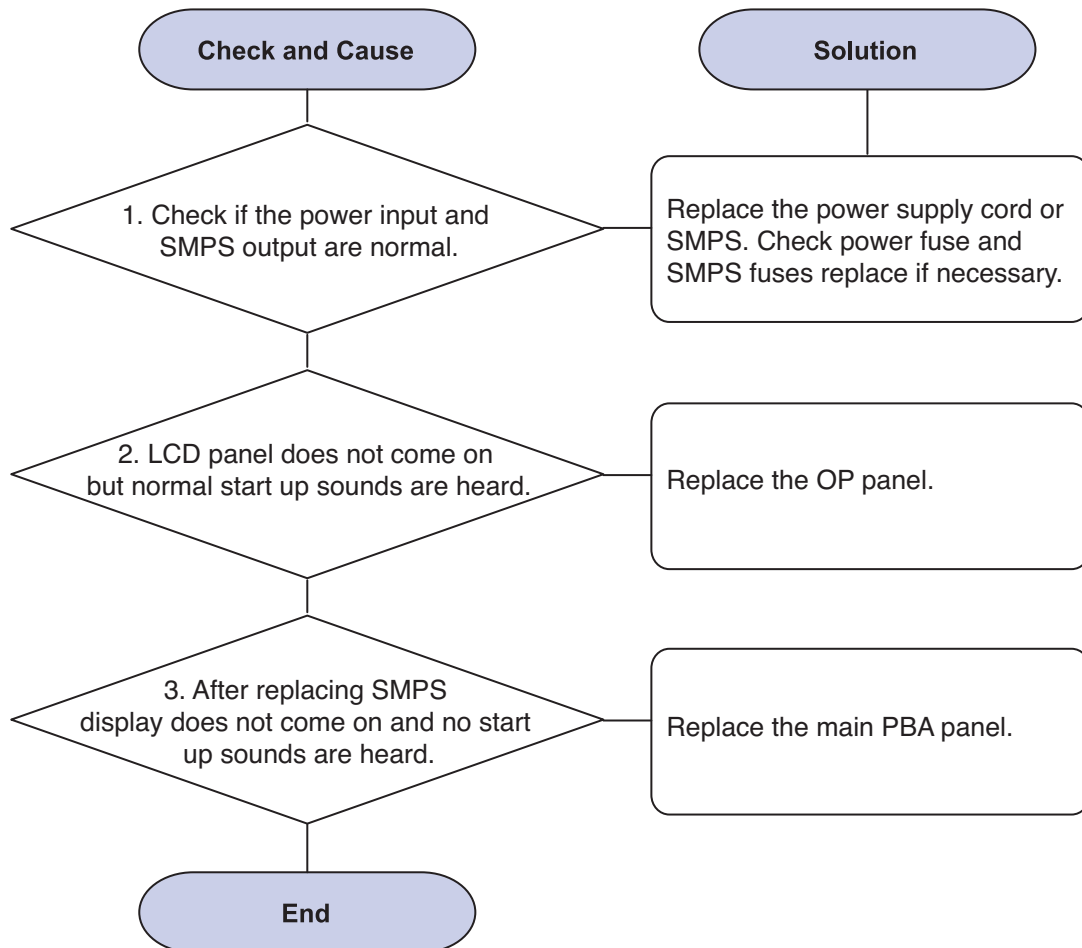 Check and Cause
Solution
1. Check if the power input and
SMPS output are normal.
Replace the power supply cord or
SMPS. Check power fuse and
SMPS fuses replace if necessary.
2. LCD panel does not come on
but normal start up sounds are heard.
Replace the OP panel.
3. After replacing SMPS
display does not come on and no start
up sounds are heard.
Replace the main PBA panel.
End